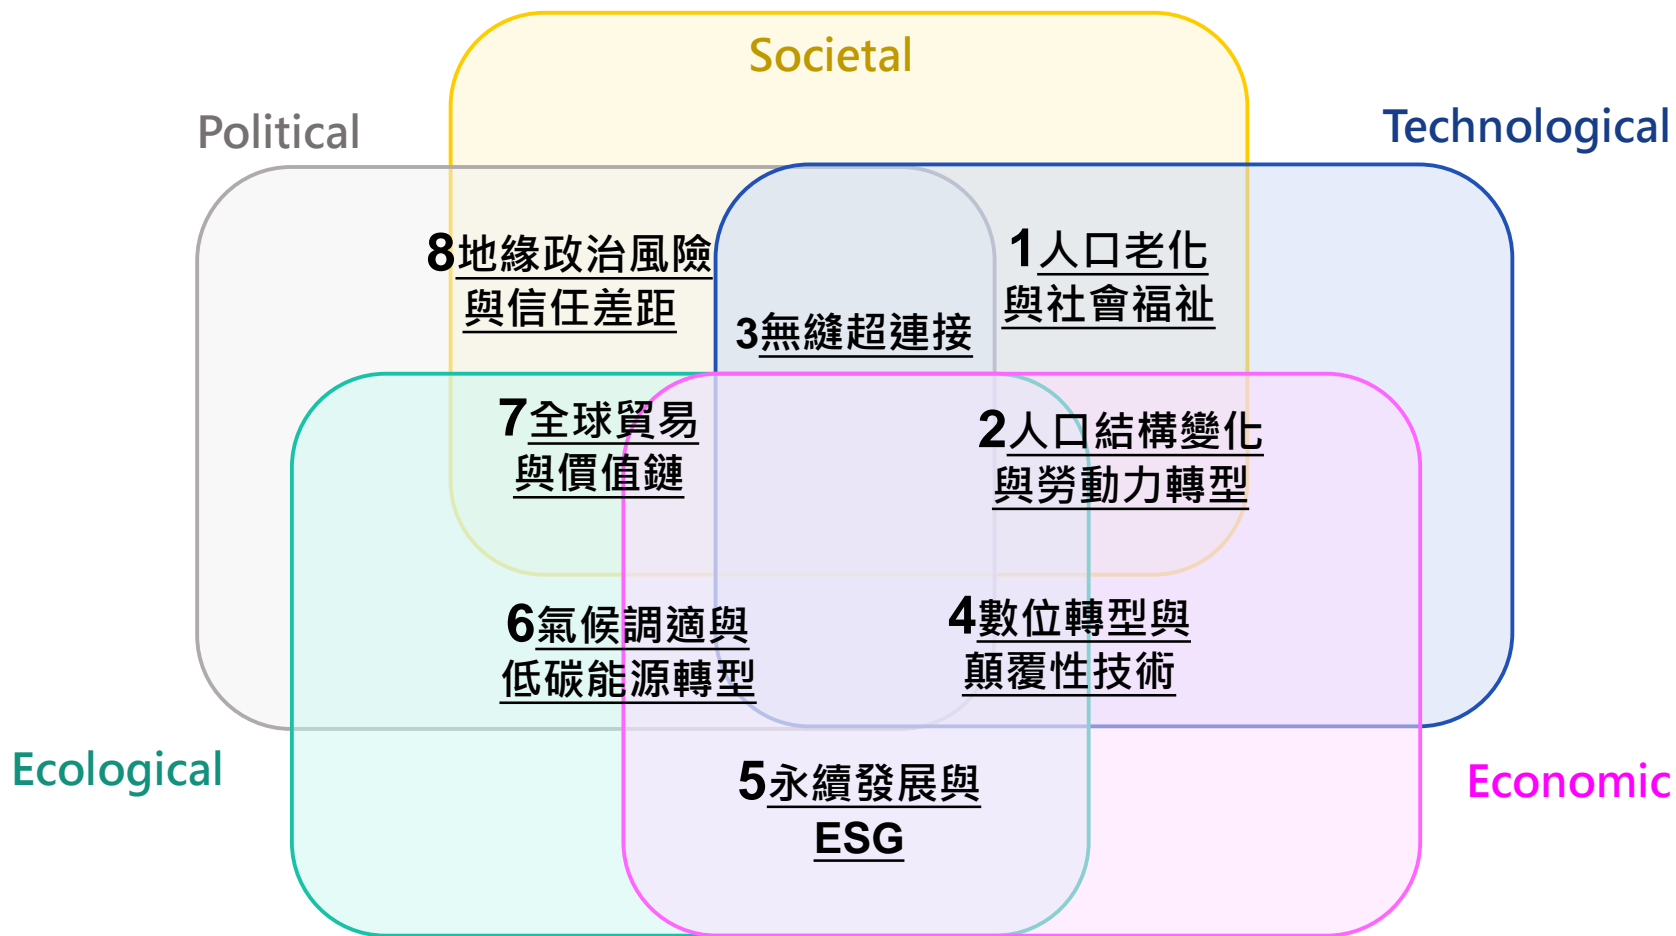 Societal
Political
Technological
8地緣政治風險
與信任差距
1人口老化
與社會福祉
3無縫超連接
7全球貿易
與價值鏈
2人口結構變化
與勞動力轉型
6氣候調適與
低碳能源轉型
4數位轉型與
顛覆性技術
Ecological
Economic
5永續發展與
ESG